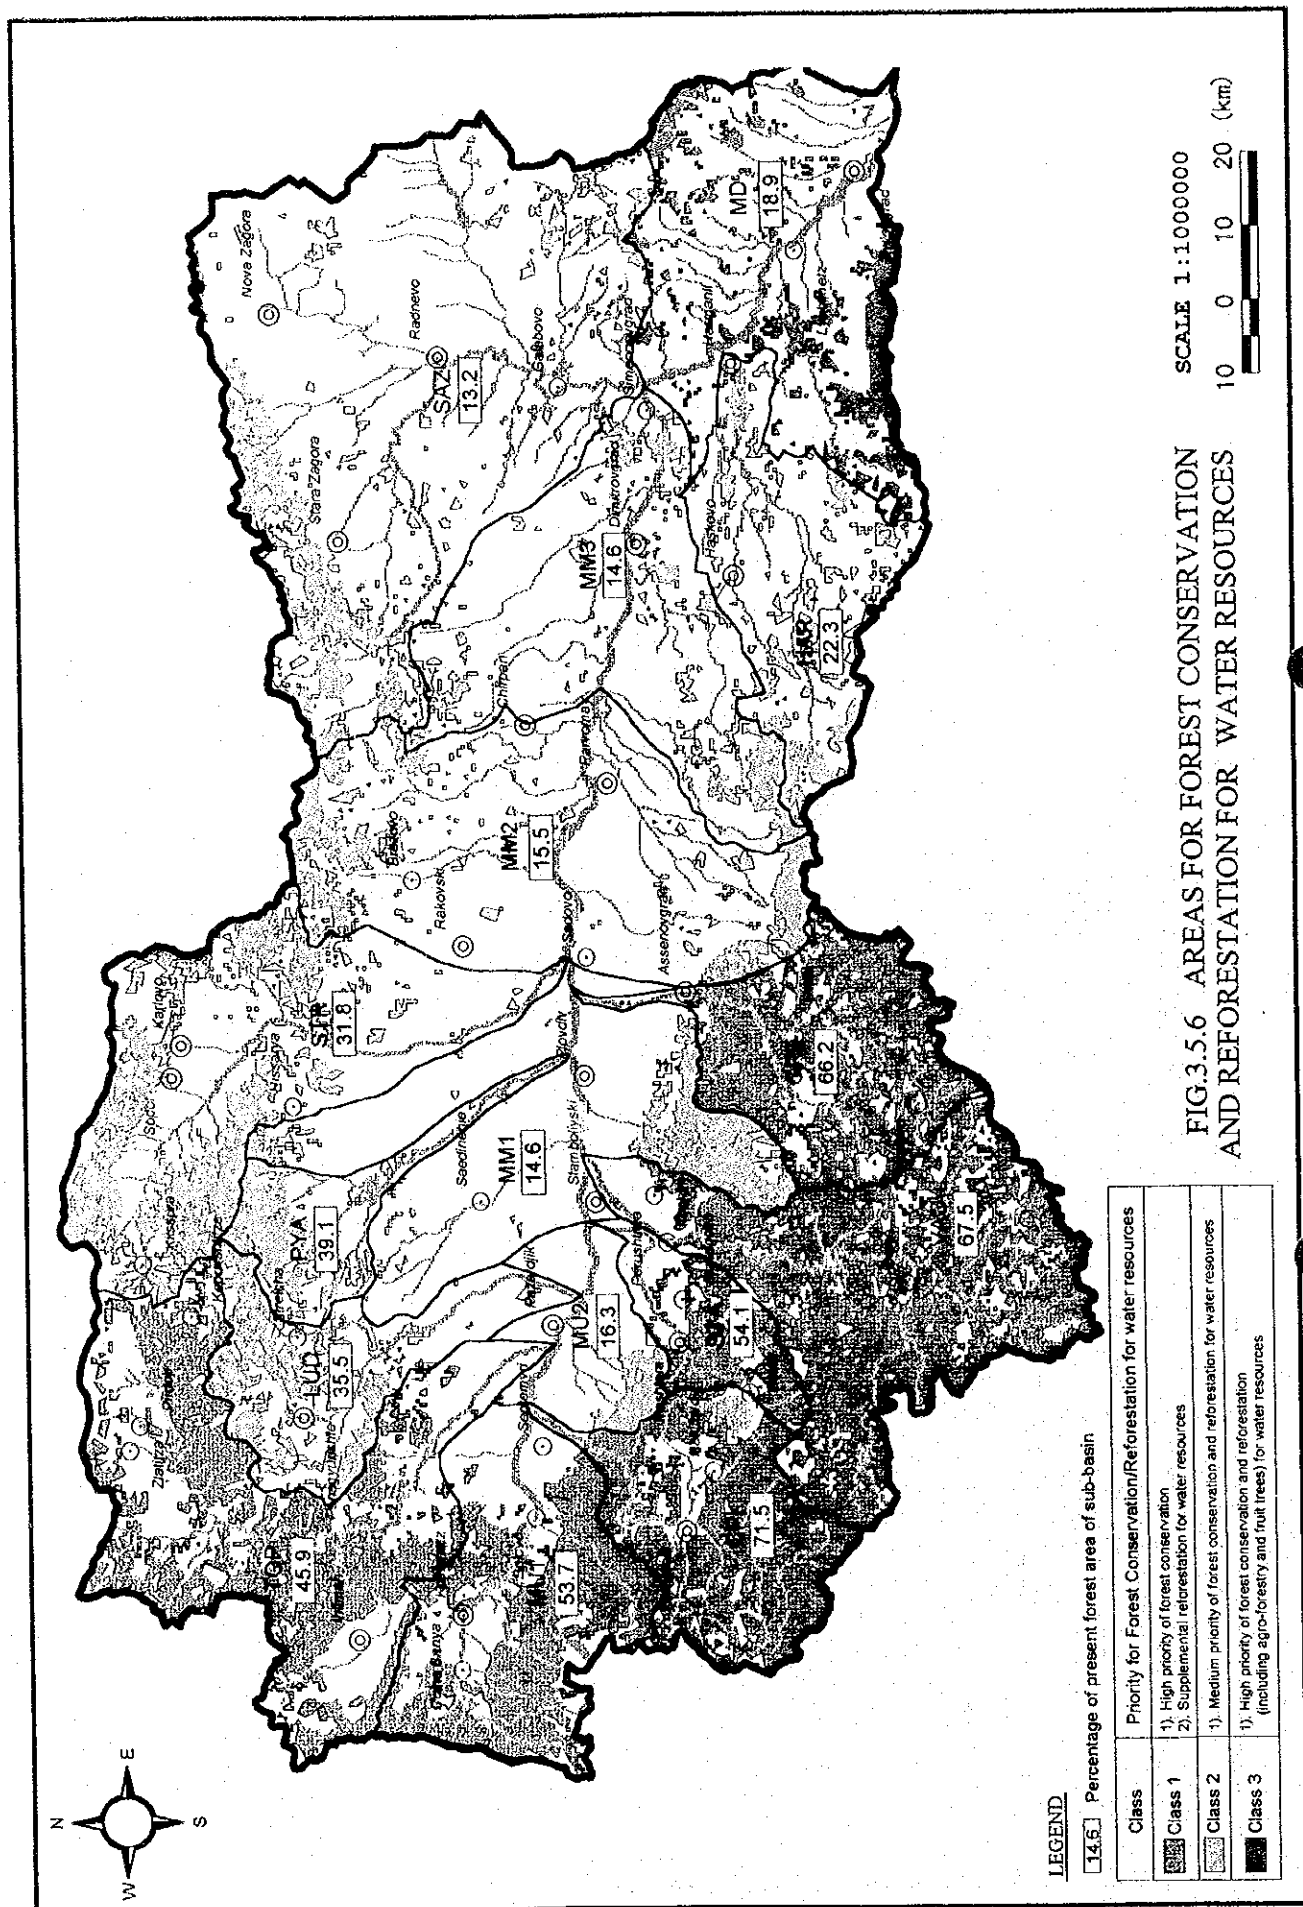 N
W
E
S
Nova Zagora
Radnevo
SAZ
13.2
Stara Zagora
Galabovo
MD
18.9
Dimitrovgrad
MM3
14.6
Haskovo
HAR
22.3
Chirpan
Parvomai
MM2
15.5
Rakovski
Sadovo
Assenovgrad
Karlovo
Sopot
STR
31.8
Saedinenie
MM1
14.6
Stamboliyski
66.2
67.5
PYA
39.1
LUD
35.5
MU2
16.3
54.1
Zlatitza
TOP
45.9
MU1
53.7
71.5
LEGEND
14.6 Percentage of present forest area of sub-basin
Class Priority for Forest Conservation/Reforestation for water resources
Class 1 1). High priority of forest conservation
2). Supplemental reforestation for water resources
Class 2 1). Medium priority of forest conservation and reforestation for water resources
Class 3 1). High priority of forest conservation and reforestation
(including agro-forestry and fruit trees) for water resources
SCALE 1:1000000
10 0 10 20 (km)
FIG.3.5.6 AREAS FOR FOREST CONSERVATION
AND REFORESTATION FOR WATER RESOURCES